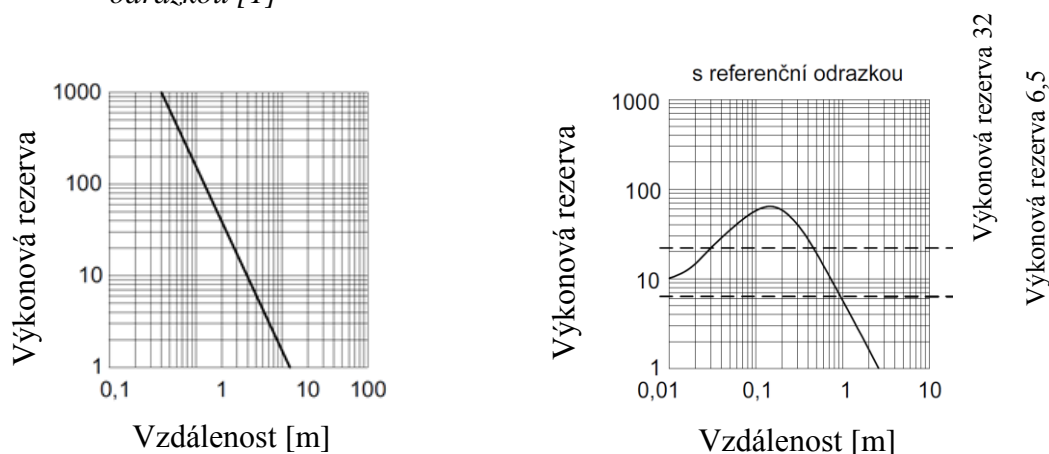 odrazkou [1]
1000
100
10
1
0,1
1
10
100
Výkonová rezerva
Vzdálenost [m]
s referenční odrazkou
1000
100
10
1
0,01
0,1
1
10
Výkonová rezerva
Vzdálenost [m]
Výkonová rezerva 32
Výkonová rezerva 6,5